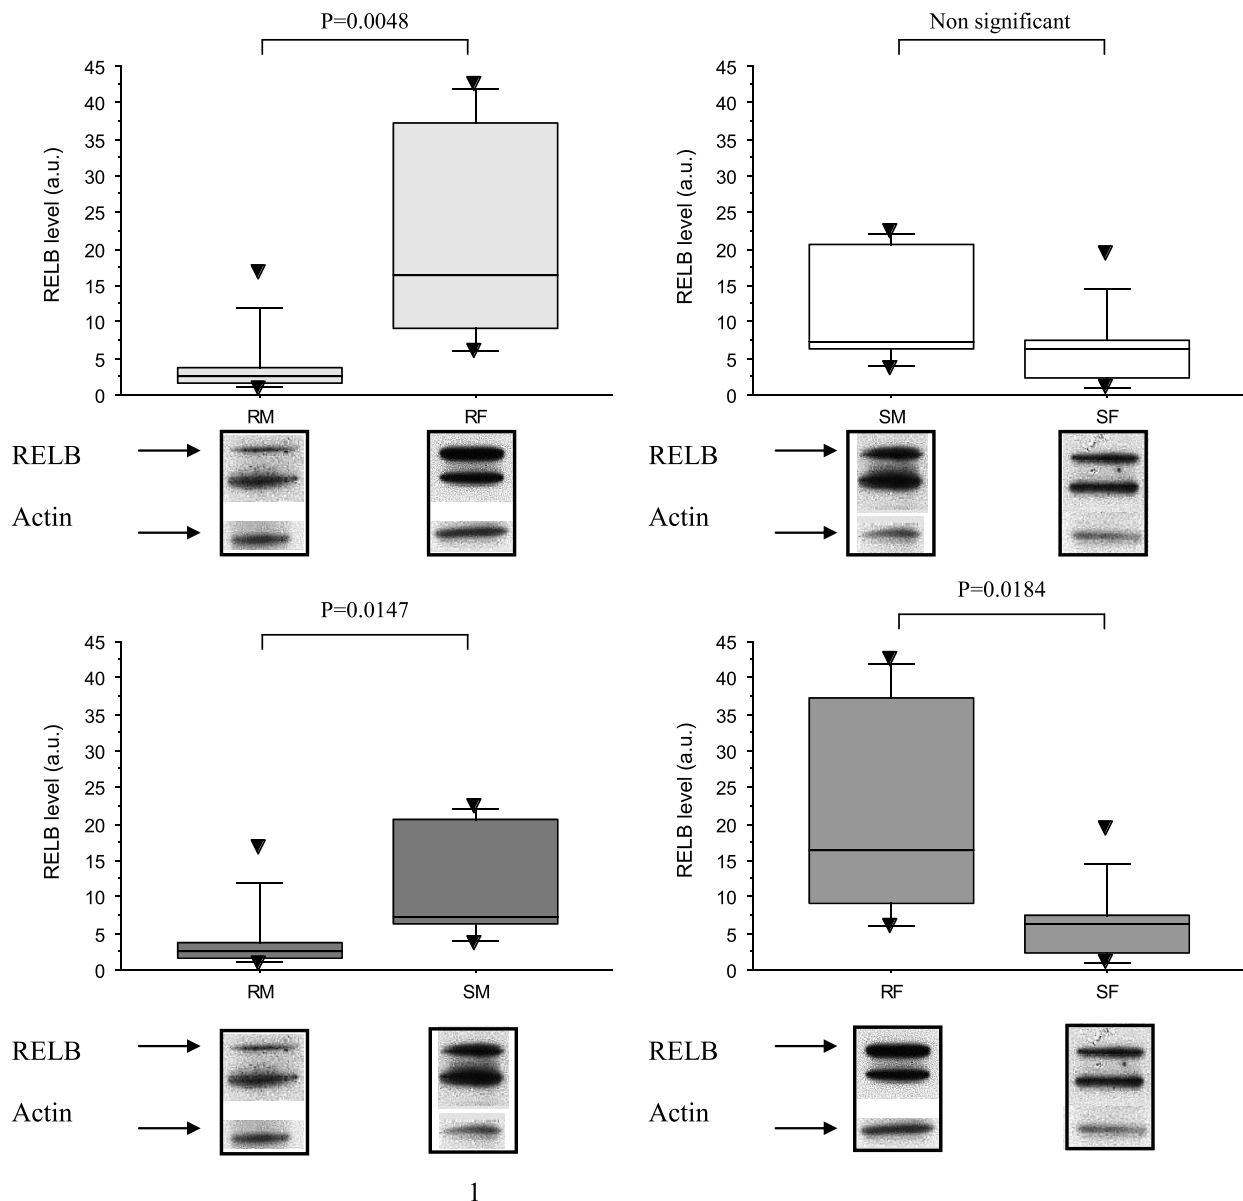 P=0.0048
Non significant
RELB level (a.u.)
45
40
35
30
25
20
15
10
5
0
RM
RF
RELB level (a.u.)
45
40
35
30
25
20
15
10
5
0
SM
SF
RELB
Actin
RELB
Actin
P=0.0147
P=0.0184
RELB level (a.u.)
45
40
35
30
25
20
15
10
5
0
RM
SM
RELB level (a.u.)
45
40
35
30
25
20
15
10
5
0
RF
SF
RELB
Actin
RELB
Actin
1